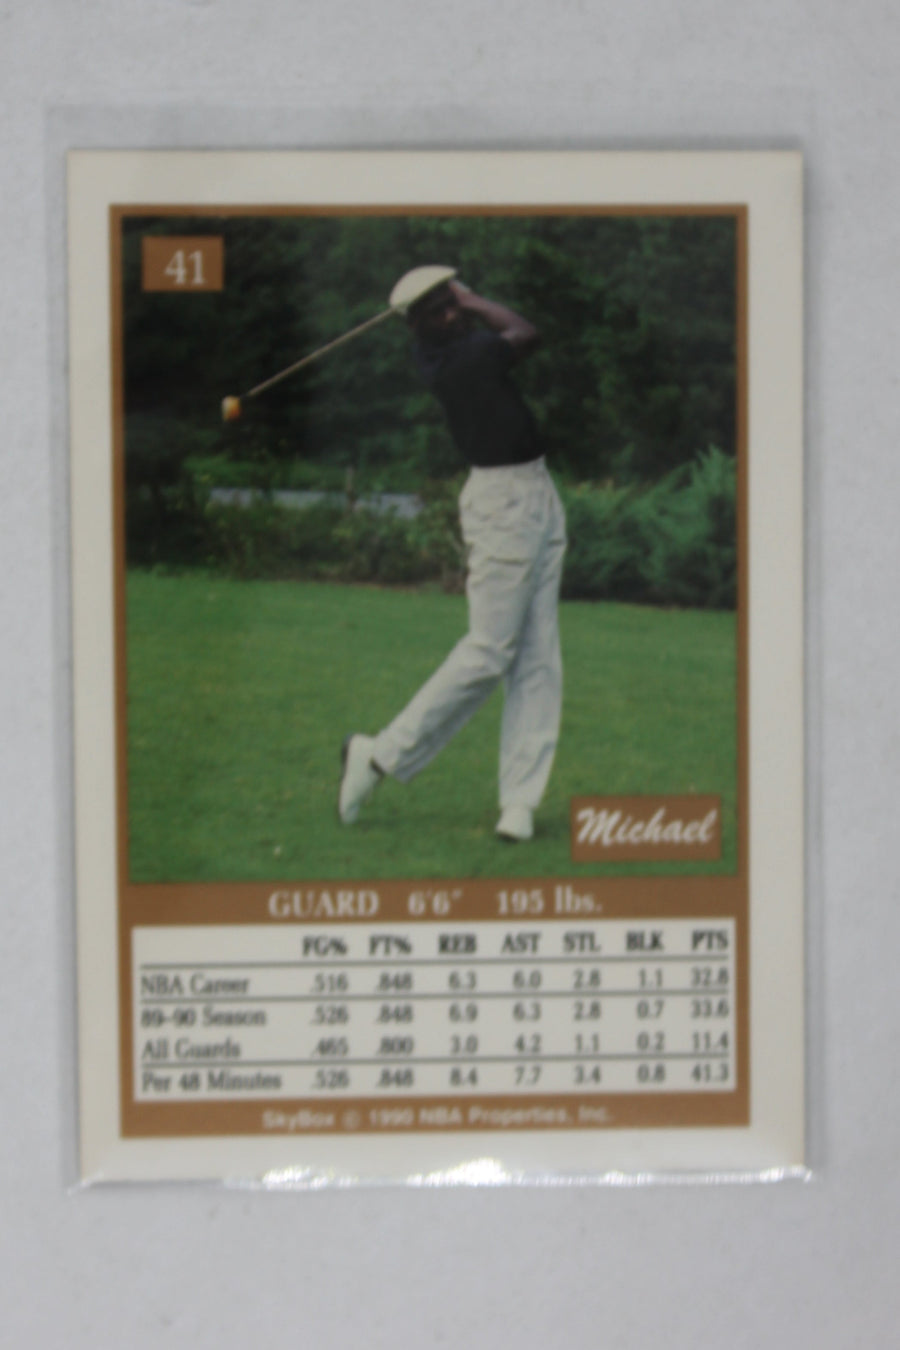 41
Michael
GUARD 6'6" 195 lbs.
FG% FT% REB AST STL BLK PTS
NBA Career .516 .848 6.3 6.0 2.8 1.1 32.8
89-90 Season .526 .848 6.9 6.3 2.8 0.7 33.6
All Guards .465 .800 3.0 4.2 1.1 0.2 11.4
Per 48 Minutes .526 .848 8.4 7.7 3.4 0.8 41.3
SkyBox © 1990 NBA Properties, Inc.